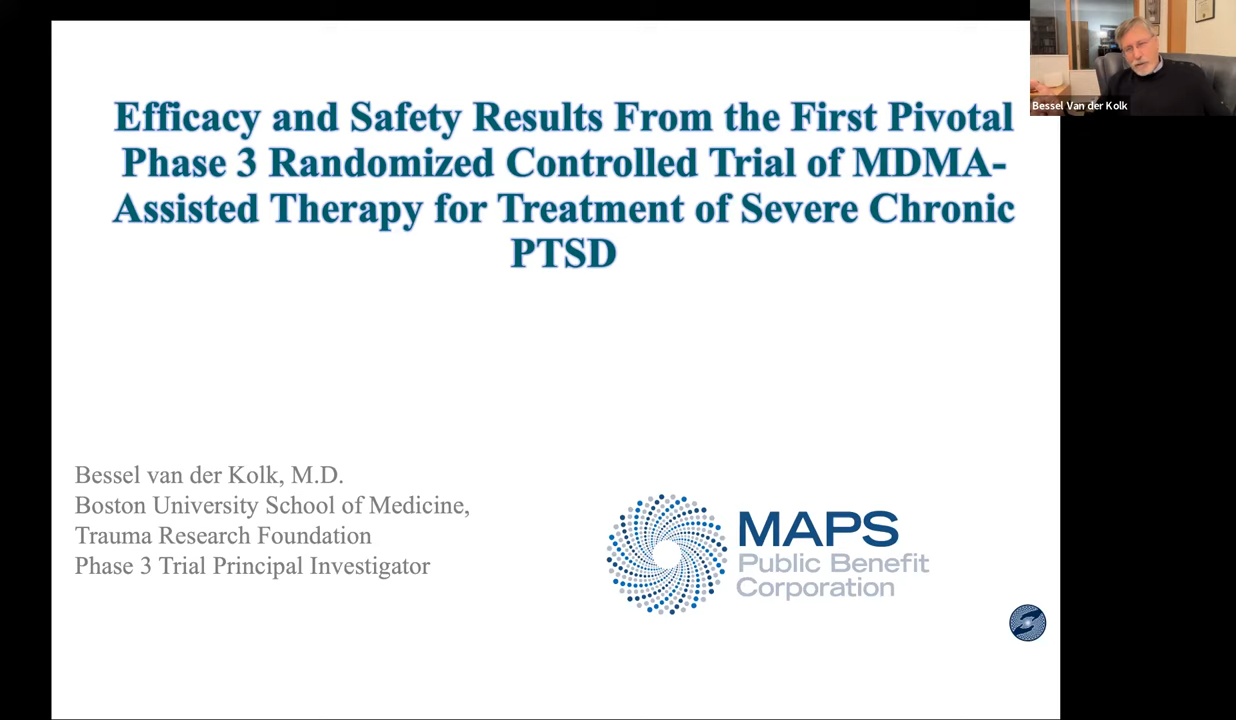 Bessel Van der Kolk
Efficacy and Safety Results From the First Pivotal
Phase 3 Randomized Controlled Trial of MDMA-
Assisted Therapy for Treatment of Severe Chronic
PTSD
Bessel van der Kolk, M.D.
Boston University School of Medicine,
Trauma Research Foundation
Phase 3 Trial Principal Investigator
MAPS
Public Benefit
Corporation